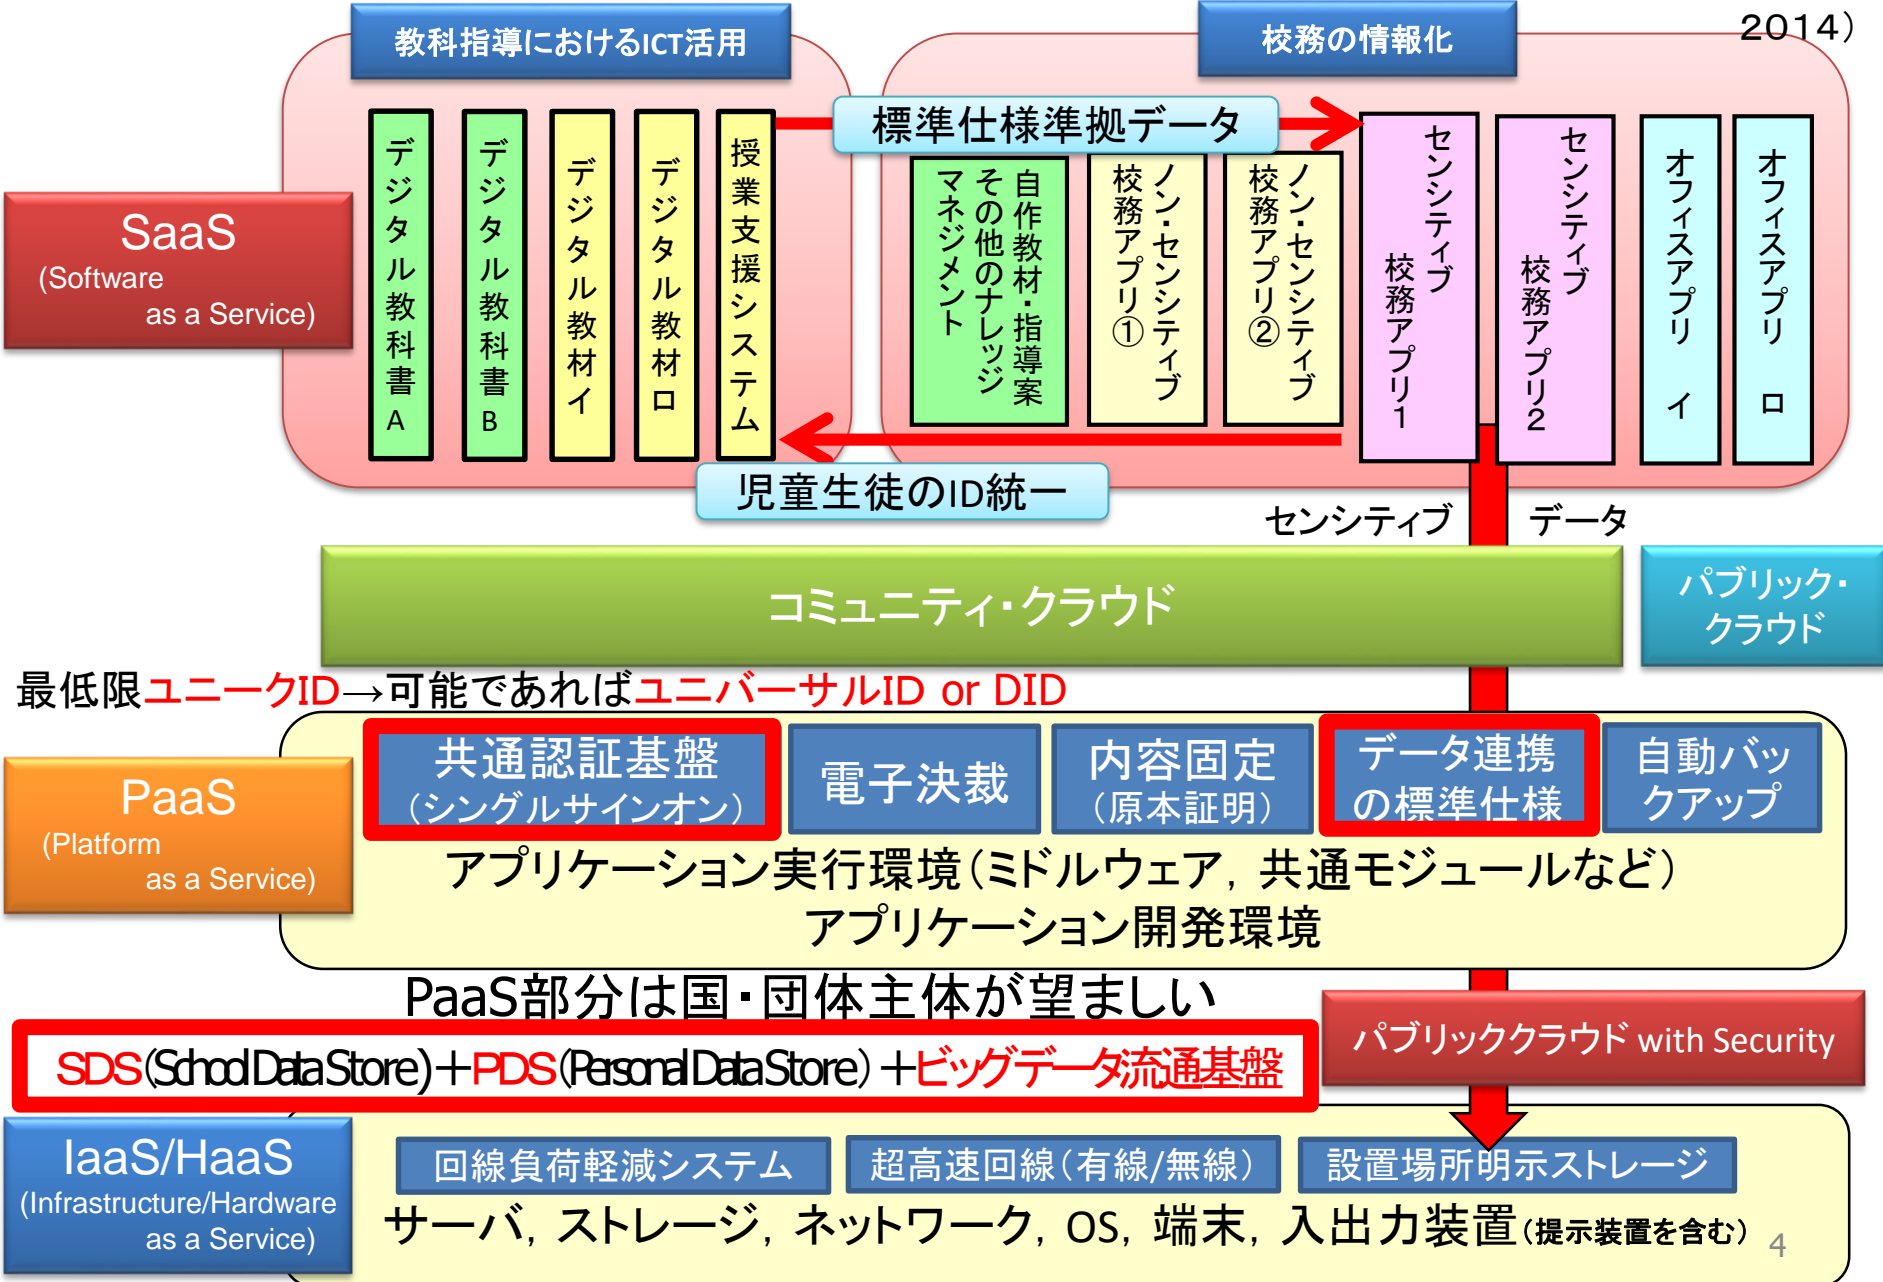 2014）
教科指導におけるICT活用
校務の情報化
標準仕様準拠データ
SaaS
(Software
as a Service)
デジタル教科書A
デジタル教科書B
デジタル教材イ
デジタル教材ロ
授業支援システム
自作教材・指導案
その他のナレッジ
マネジメント
ノン・センシティブ
校務アプリ①
ノン・センシティブ
校務アプリ②
センシティブ
校務アプリ1
センシティブ
校務アプリ2
オフィスアプリ イ
オフィスアプリ ロ
児童生徒のID統一
センシティブ データ
コミュニティ・クラウド
パブリック・
クラウド
最低限ユニークID→可能であればユニバーサルID or DID
PaaS
(Platform
as a Service)
共通認証基盤
（シングルサインオン）
電子決裁
内容固定
（原本証明）
データ連携
の標準仕様
自動バッ
クアップ
アプリケーション実行環境（ミドルウェア，共通モジュールなど）
アプリケーション開発環境
PaaS部分は国・団体主体が望ましい
パブリッククラウド with Security
SDS(School Data Store)＋PDS(Personal Data Store)＋ビッグデータ流通基盤
IaaS/HaaS
(Infrastructure/Hardware
as a Service)
回線負荷軽減システム
超高速回線（有線/無線）
設置場所明示ストレージ
サーバ，ストレージ，ネットワーク，OS，端末，入出力装置（提示装置を含む）
4